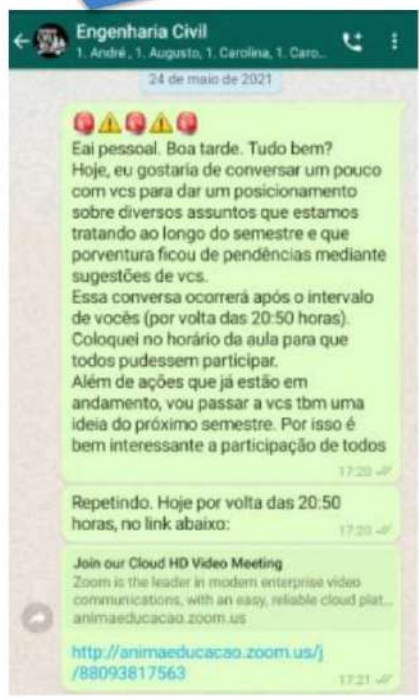 Engenharia Civil
1. André, 1. Augusto, 1. Carolina, 1. Caro...
24 de maio de 2021
Eai pessoal. Boa tarde. Tudo bem?
Hoje, eu gostaria de conversar um pouco
com vcs para dar um posicionamento
sobre diversos assuntos que estamos
tratando ao longo do semestre e que
porventura ficou de pendências mediante
sugestões de vcs.
Essa conversa ocorrerá após o intervalo
de vocês (por volta das 20:50 horas).
Coloquei no horário da aula para que
todos pudessem participar.
Além de ações que já estão em
andamento, vou passar a vcs tbm uma
ideia do próximo semestre. Por isso é
bem interessante a participação de todos
17:20
Repetindo. Hoje por volta das 20:50
horas, no link abaixo:
17:20
Join our Cloud HD Video Meeting
Zoom is the leader in modern enterprise video
communications, with an easy, reliable cloud plat...
animaeducacao.zoom.us
http://animaeducacao.zoom.us/j
/88093817563
17:21